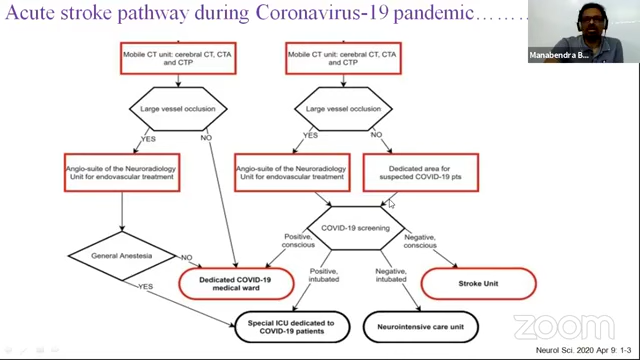 Acute stroke pathway during Coronavirus-19 pandemic………
Manabendra B...
Mobile CT unit: cerebral CT, CTA
and CTP
Mobile CT unit: cerebral CT, CTA
and CTP
Large vessel occlusion
Large vessel occlusion
YES
NO
YES
NO
Angio-suite of the Neuroradiology
Unit for endovascular treatment
Angio-suite of the Neuroradiology
Unit for endovascular treatment
Dedicated area for
suspected COVID-19 pts
COVID-19 screening
Positive,
conscious
Negative,
conscious
General Anestesia
NO
YES
Positive,
intubated
Negative,
intubated
Dedicated COVID-19
medical ward
Stroke Unit
Special ICU dedicated to
COVID-19 patients
Neurointensive care unit
zoom
Neurol Sci. 2020 Apr 9: 1-3